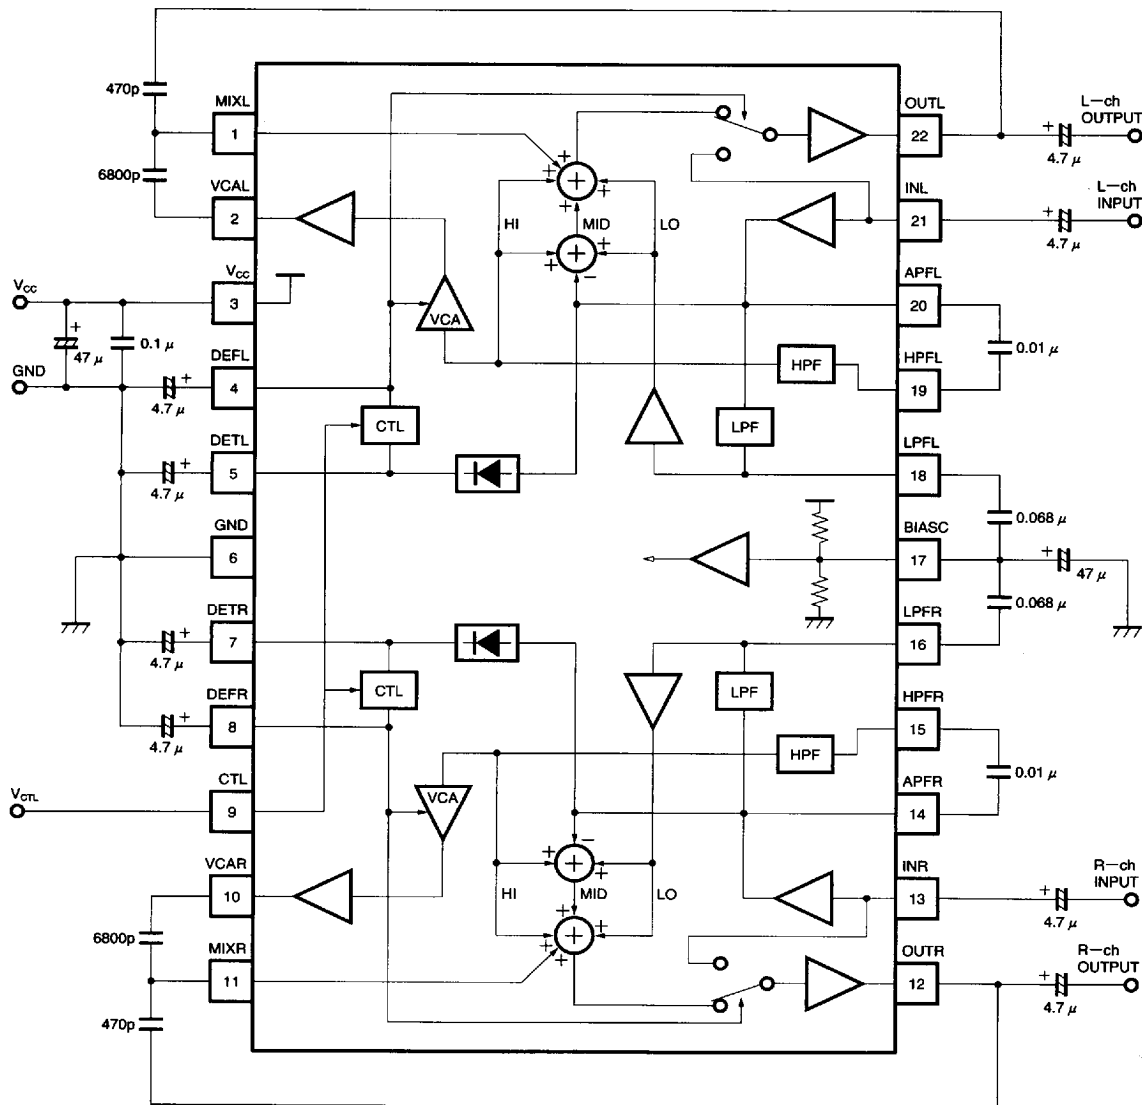 470p
MIXL
1
6800p
VCAL
2
VCC
VCC
3
+
47 μ
0.1 μ
GND
DEFL
4
+
4.7 μ
DETL
5
+
4.7 μ
GND
6
DETR
7
+
4.7 μ
DEFR
8
+
4.7 μ
VCTL
CTL
9
VCAR
10
6800p
MIXR
11
470p
+
+
+
+
+
+
HI
MID
LO
+
+
+
−
VCA
HPF
CTL
LPF
CTL
LPF
HPF
VCA
−
+
+
+
HI
MID
LO
+
+
+
+
+
+
OUTL
22
+
4.7 μ
L−ch
OUTPUT
INL
21
+
4.7 μ
L−ch
INPUT
APFL
20
0.01 μ
HPFL
19
LPFL
18
0.068 μ
BIASC
17
+
47 μ
0.068 μ
LPFR
16
HPFR
15
0.01 μ
APFR
14
INR
13
+
4.7 μ
R−ch
INPUT
OUTR
12
+
4.7 μ
R−ch
OUTPUT